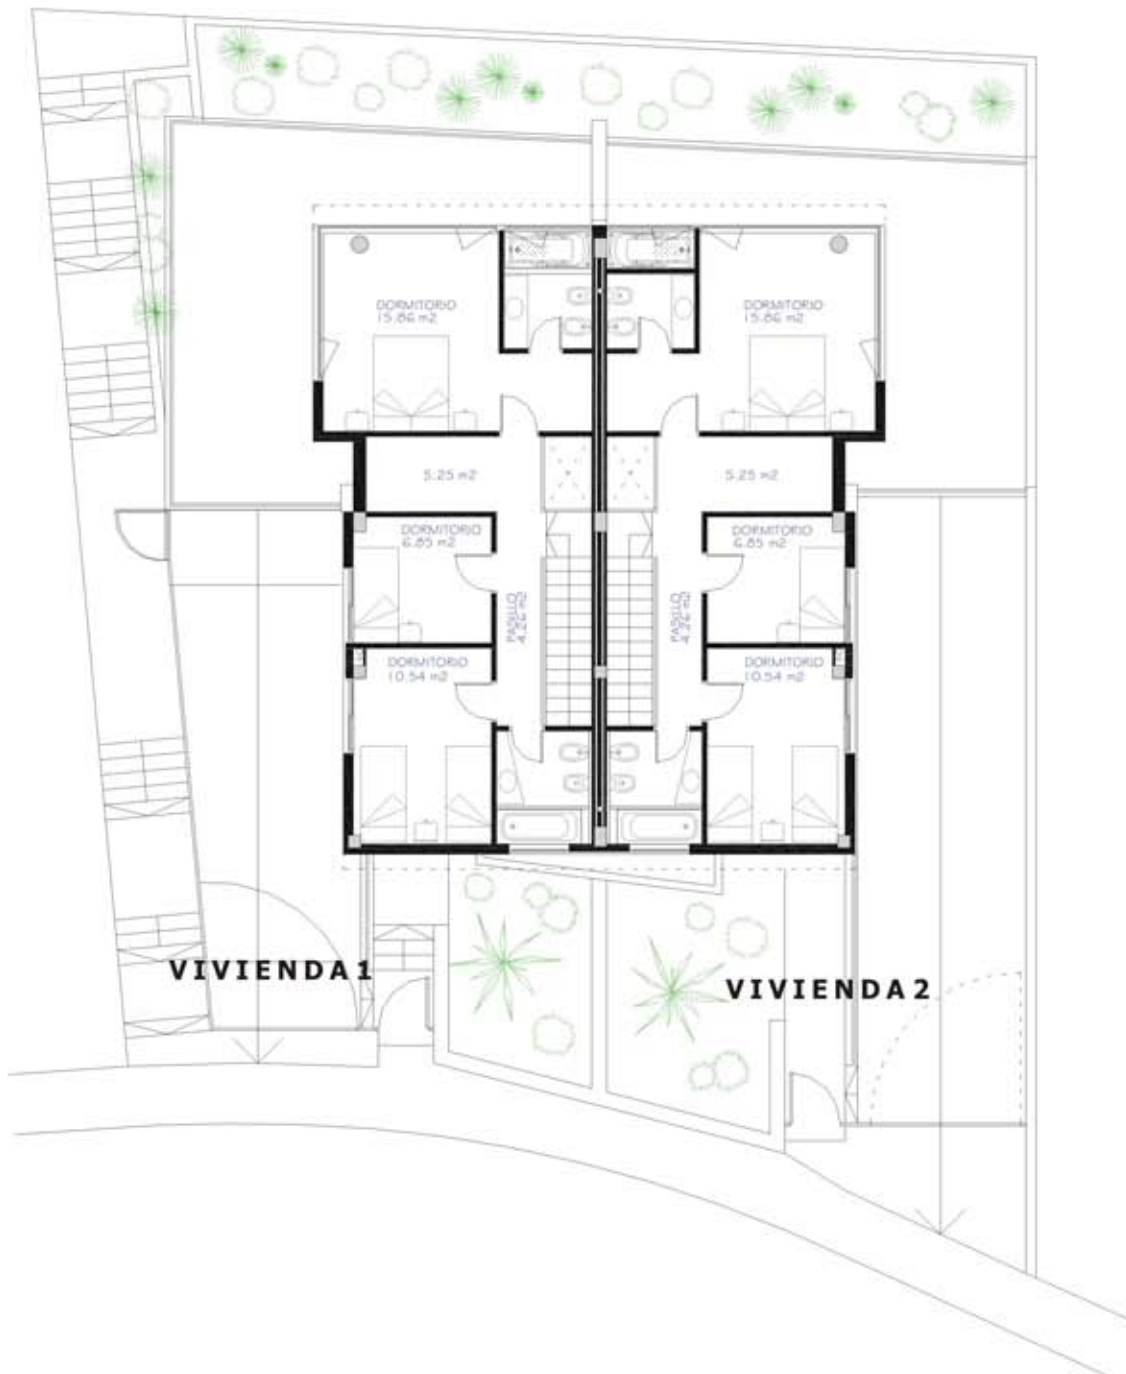 DORMITORIO
15.86 m2
DORMITORIO
15.86 m2
5.25 m2
5.25 m2
DORMITORIO
6.85 m2
DORMITORIO
6.85 m2
PASILLO
4.26 m2
PASILLO
4.26 m2
DORMITORIO
10.54 m2
DORMITORIO
10.54 m2
VIVIENDA 1
VIVIENDA 2